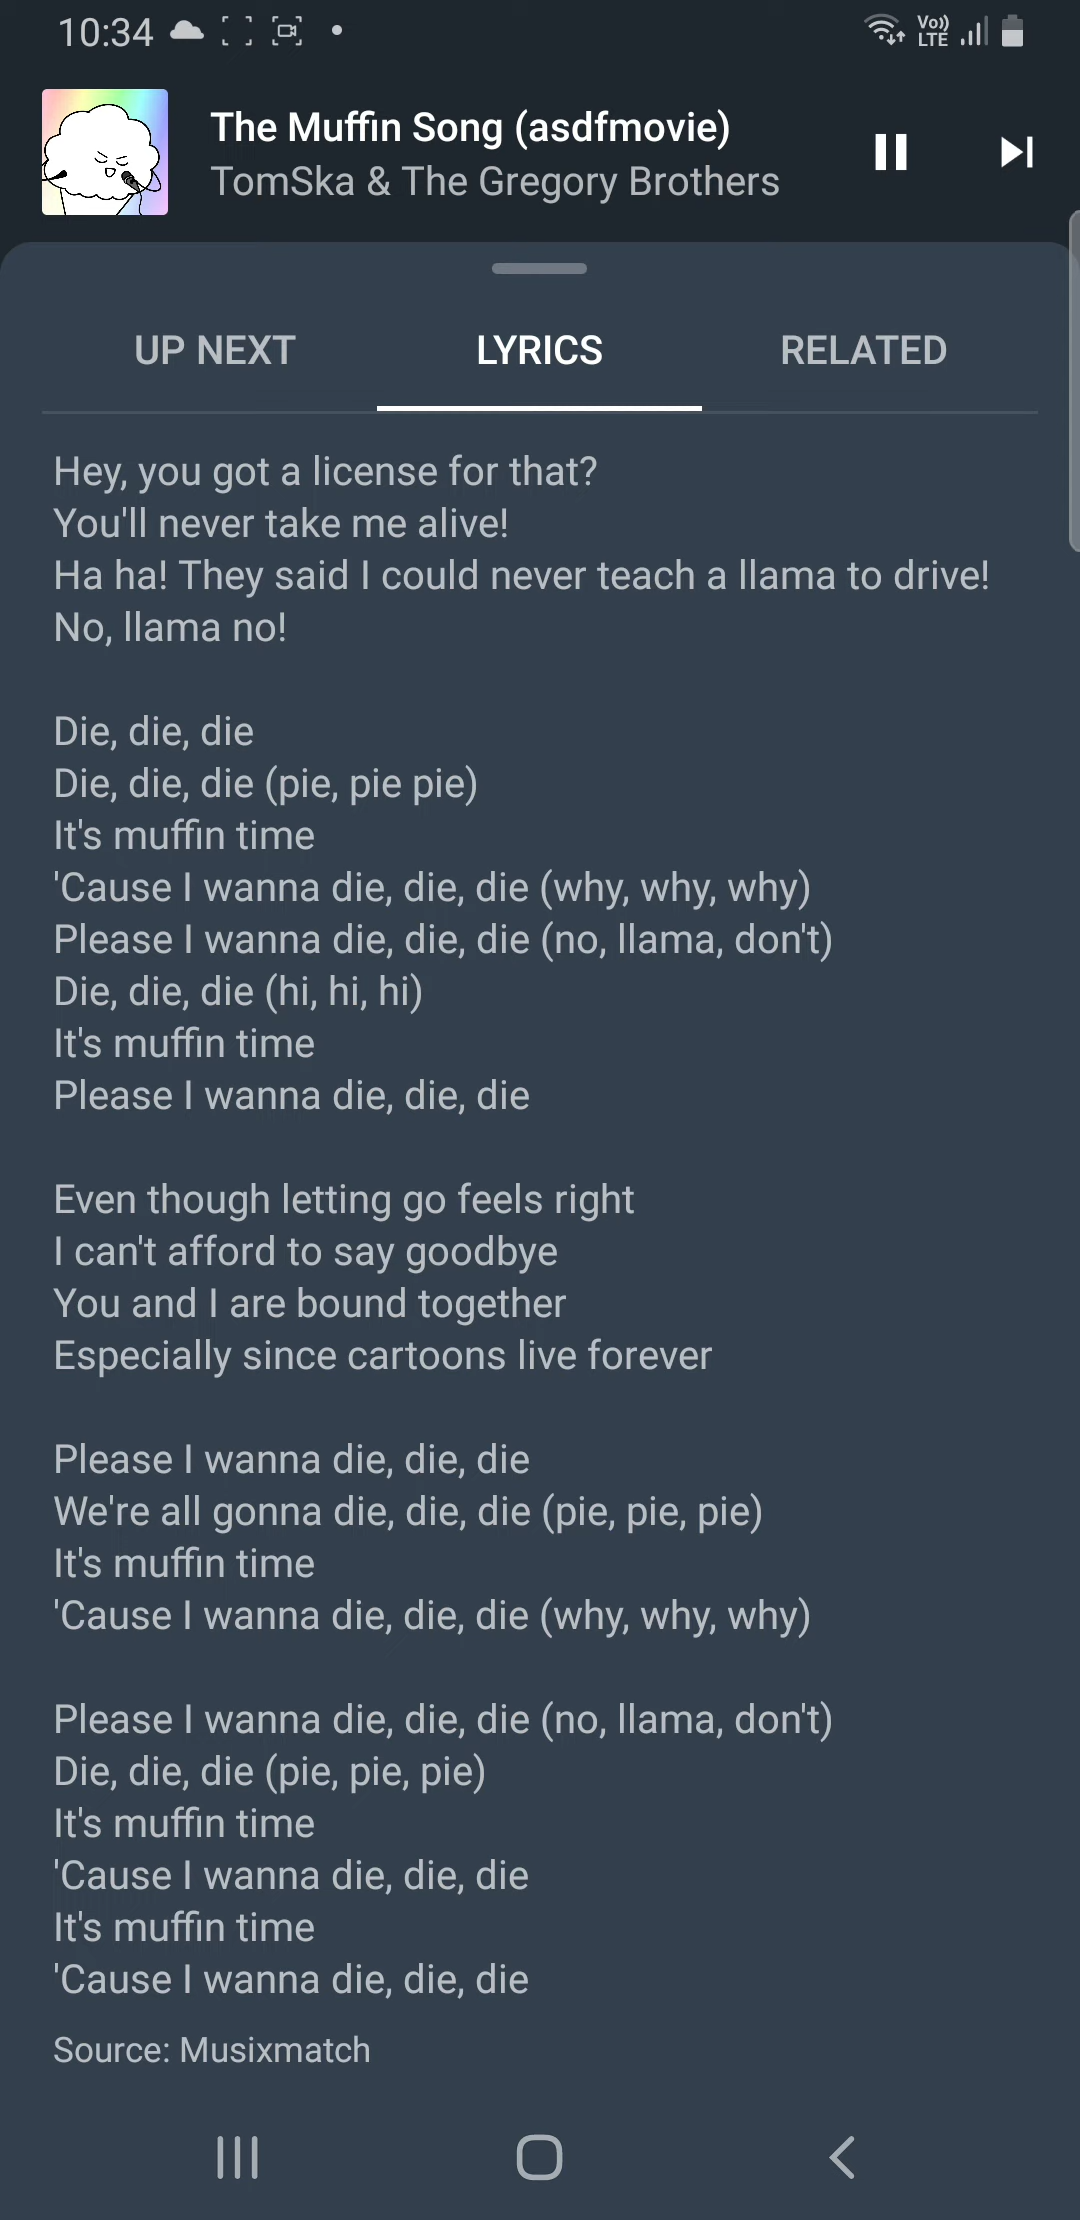 10:34
Vo)) LTE
The Muffin Song (asdfmovie)
TomSka & The Gregory Brothers
UP NEXT LYRICS RELATED
Hey, you got a license for that?
You'll never take me alive!
Ha ha! They said I could never teach a llama to drive!
No, llama no!
Die, die, die
Die, die, die (pie, pie pie)
It's muffin time
'Cause I wanna die, die, die (why, why, why)
Please I wanna die, die, die (no, llama, don't)
Die, die, die (hi, hi, hi)
It's muffin time
Please I wanna die, die, die
Even though letting go feels right
I can't afford to say goodbye
You and I are bound together
Especially since cartoons live forever
Please I wanna die, die, die
We're all gonna die, die, die (pie, pie, pie)
It's muffin time
'Cause I wanna die, die, die (why, why, why)
Please I wanna die, die, die (no, llama, don't)
Die, die, die (pie, pie, pie)
It's muffin time
'Cause I wanna die, die, die
It's muffin time
'Cause I wanna die, die, die
Source: Musixmatch